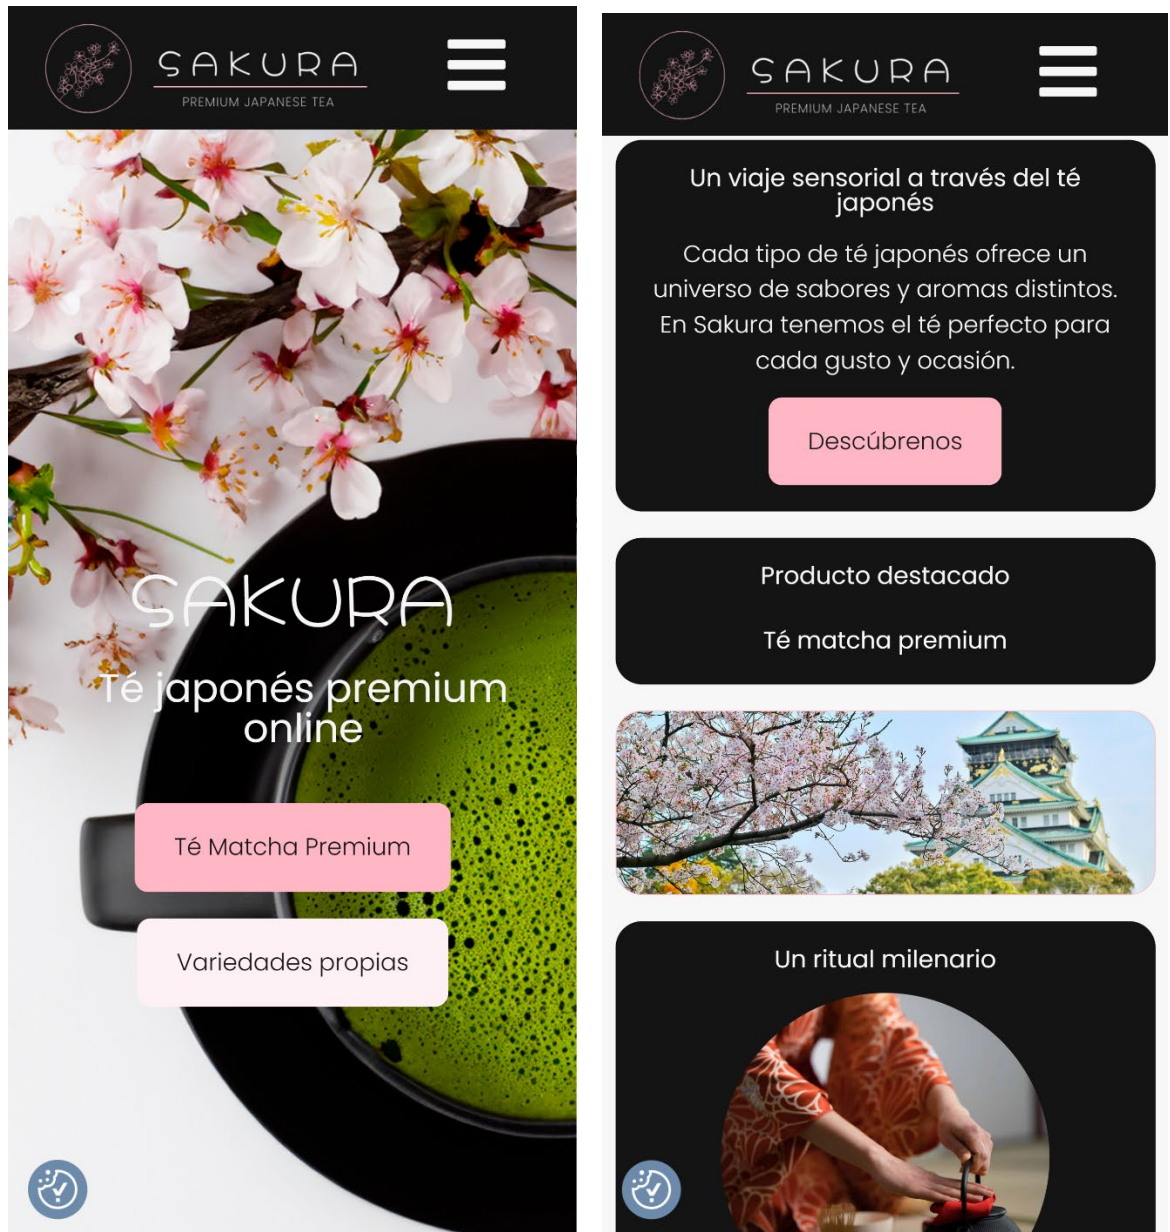 SAKURA
PREMIUM JAPANESE TEA
SAKURA
Té japonés premium
online
Té Matcha Premium
Variedades propias
SAKURA
PREMIUM JAPANESE TEA
Un viaje sensorial a través del té
japonés
Cada tipo de té japonés ofrece un
universo de sabores y aromas distintos.
En Sakura tenemos el té perfecto para
cada gusto y ocasión.
Descúbrenos
Producto destacado
Té matcha premium
Un ritual milenario